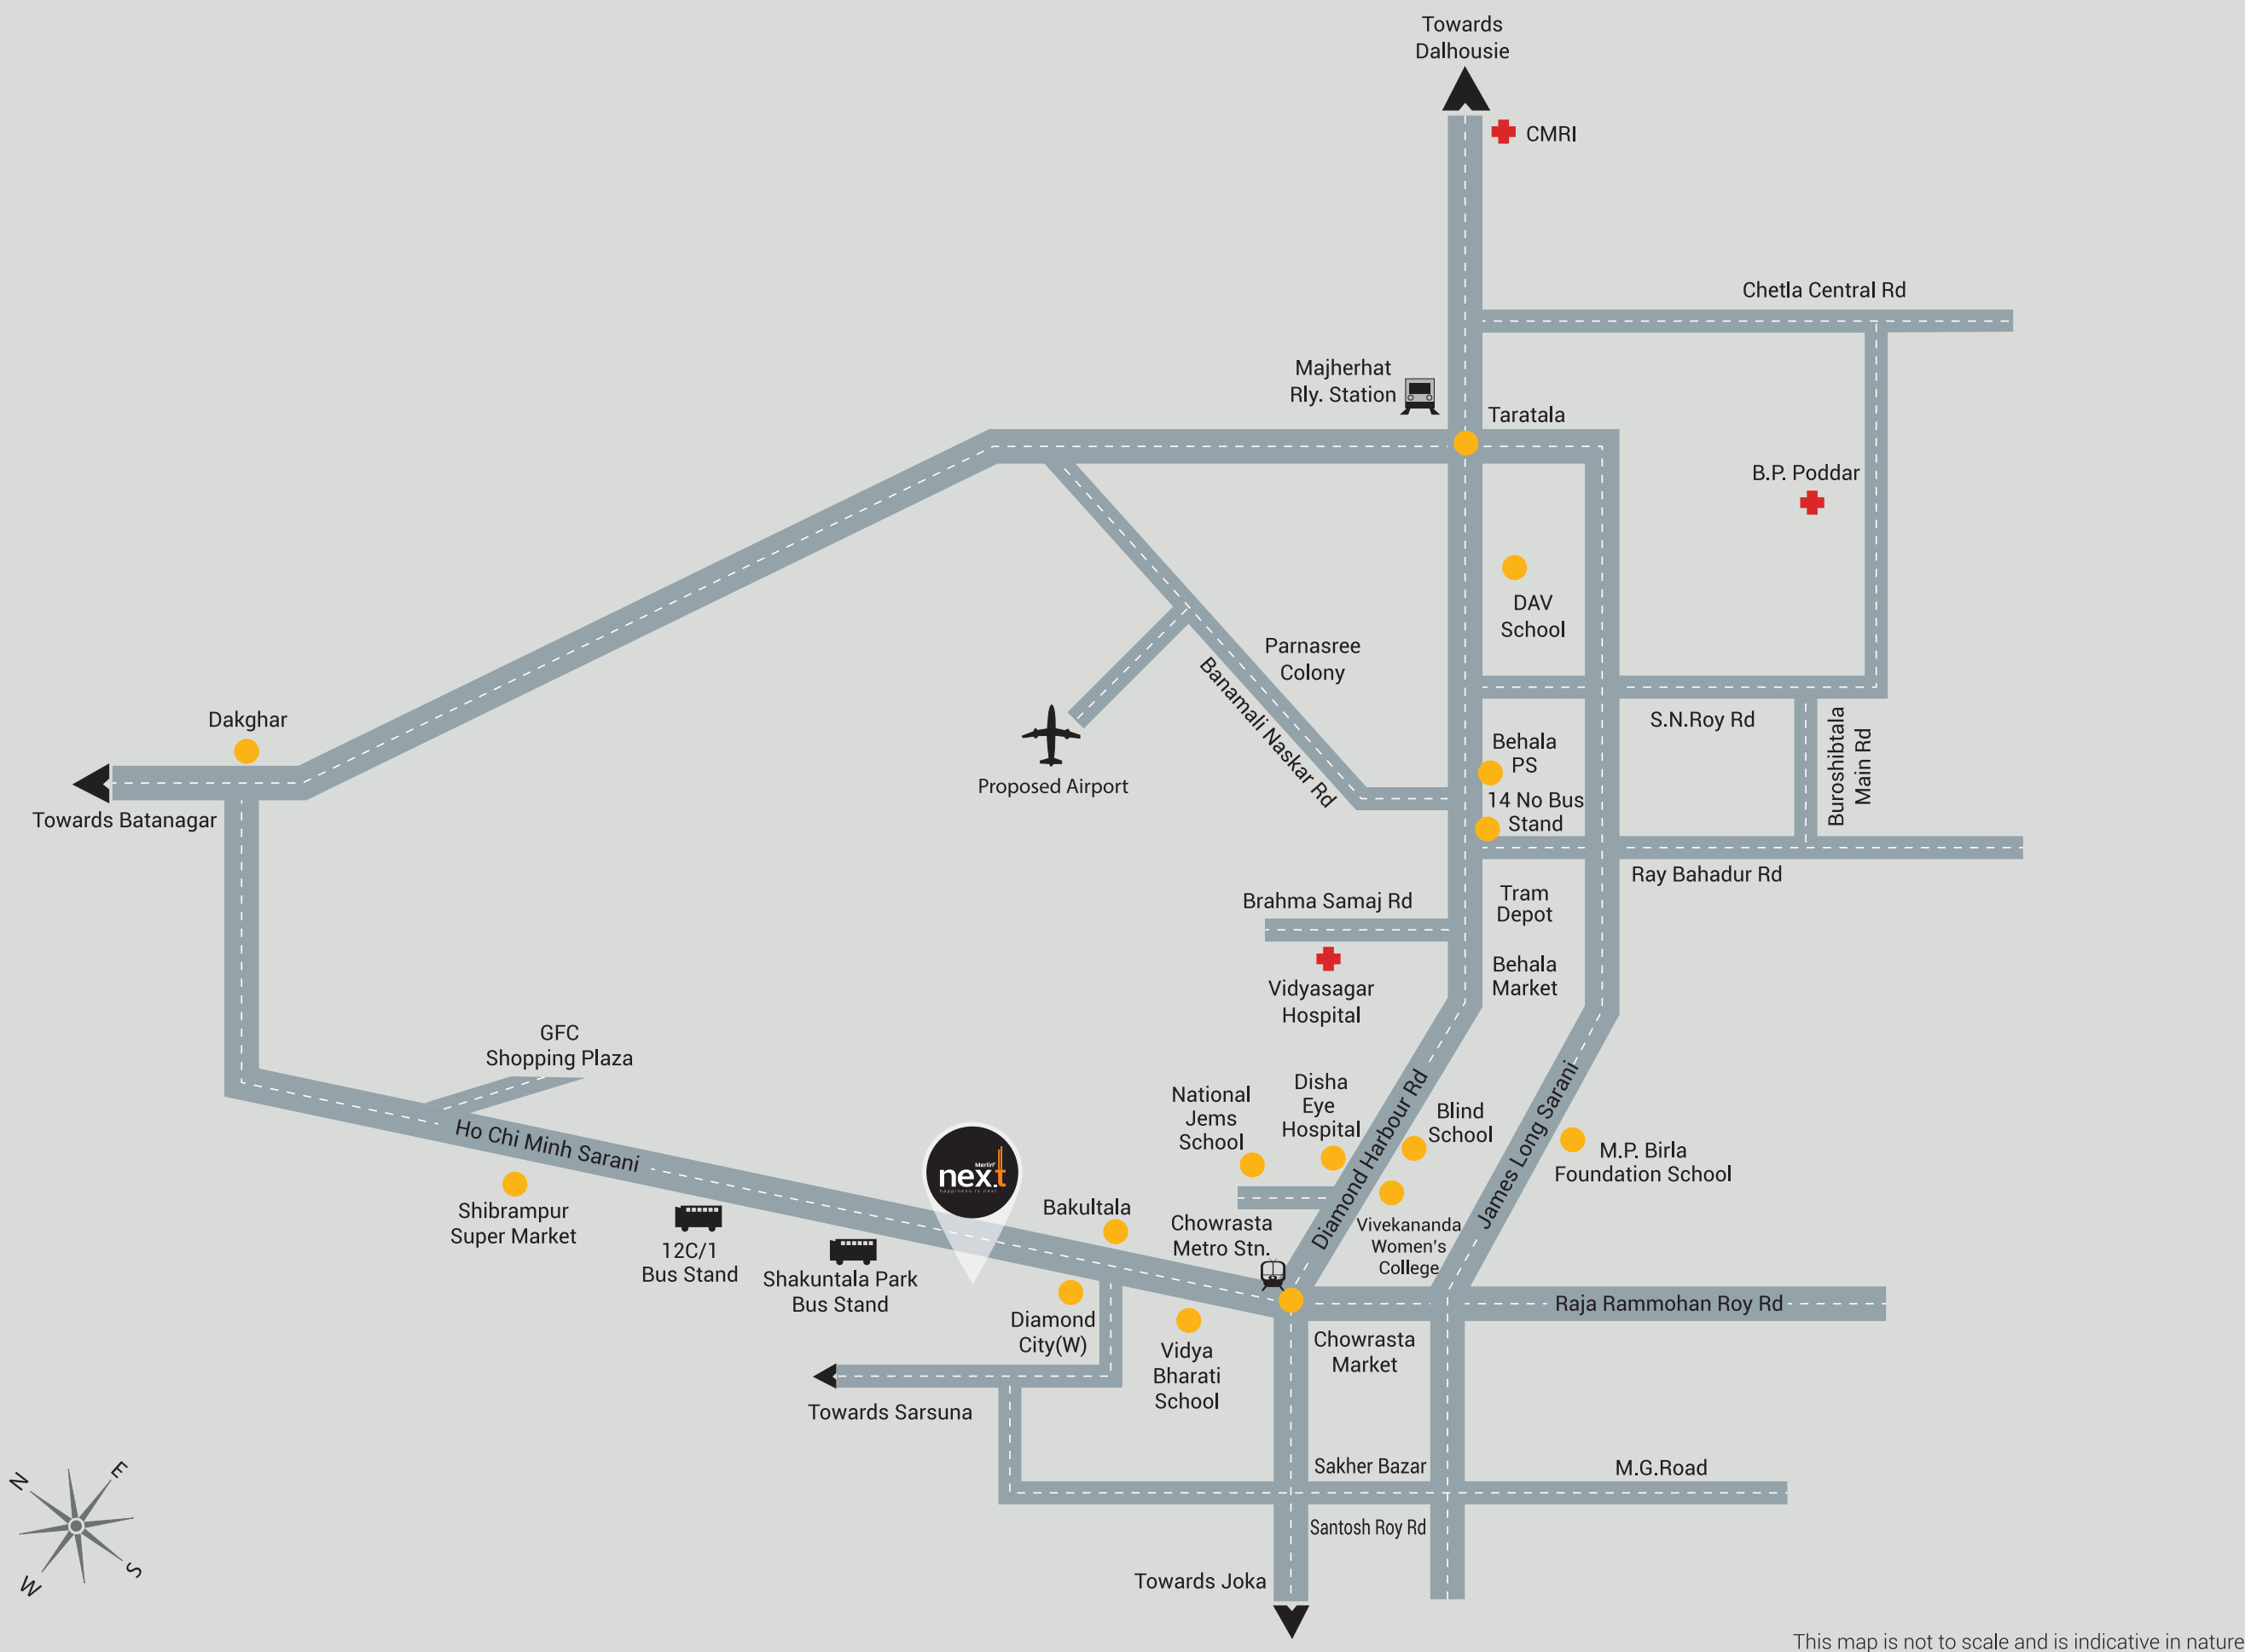 Towards
Dalhousie
CMRI
Chetla Central Rd
Majherhat
Rly. Station
Taratala
B.P. Poddar
DAV
School
Parnasree
Colony
Banamali Naskar Rd
S.N.Roy Rd
Buroshibtala
Main Rd
Dakghar
Towards Batanagar
Proposed Airport
Behala
PS
14 No Bus
Stand
Ray Bahadur Rd
Brahma Samaj Rd
Tram
Depot
Vidyasagar
Hospital
Behala
Market
GFC
Shopping Plaza
Ho Chi Minh Sarani
National
Jems
School
Disha
Eye
Hospital
Diamond Harbour Rd
Blind
School
James Long Sarani
M.P. Birla
Foundation School
Merlin
nex.t
happiness is next
Shibrampur
Super Market
12C/1
Bus Stand
Shakuntala Park
Bus Stand
Bakultala
Chowrasta
Metro Stn.
Vivekananda
Women's
College
Diamond
City(W)
Vidya
Bharati
School
Raja Rammohan Roy Rd
Chowrasta
Market
Towards Sarsuna
Sakher Bazar
M.G.Road
Santosh Roy Rd
Towards Joka
N
E
W
S
This map is not to scale and is indicative in nature